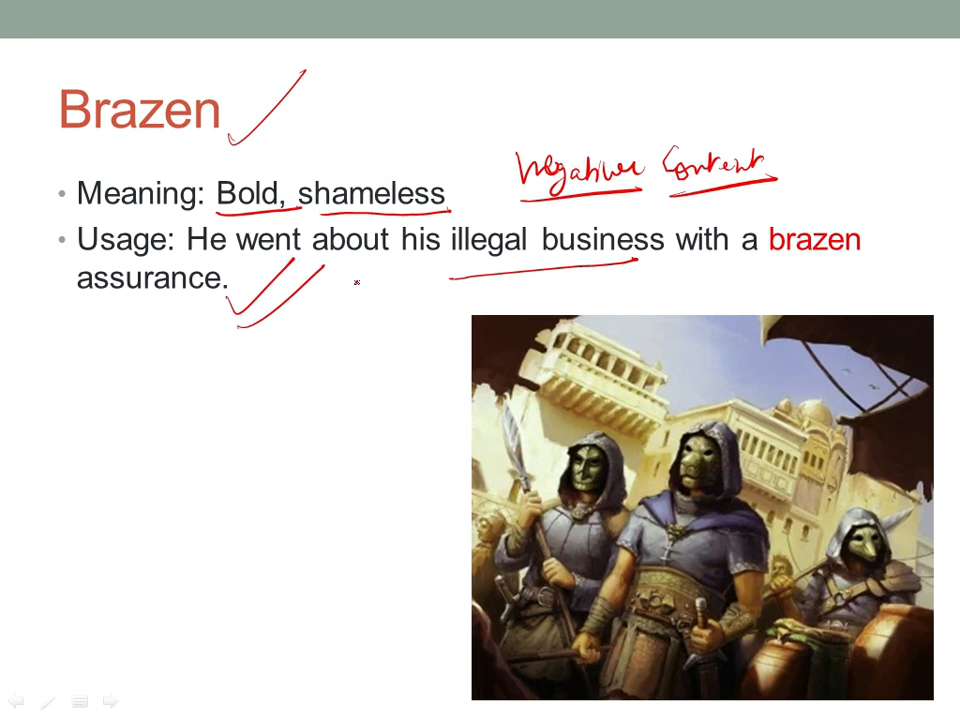 Brazen
negative Content
• Meaning: Bold, shameless
• Usage: He went about his illegal business with a brazen
assurance.